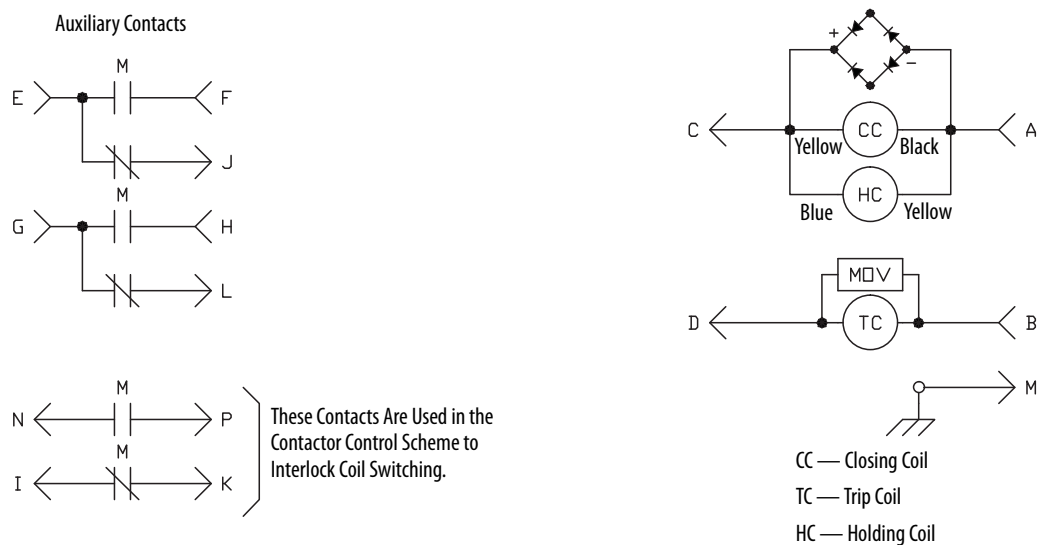 Auxiliary Contacts
M
E
F
J
M
G
H
L
M
N
P
M
I
K
These Contacts Are Used in the
Contactor Control Scheme to
Interlock Coil Switching.
+
−
C
CC
A
Yellow
Black
HC
Blue
Yellow
MOV
D
TC
B
M
CC — Closing Coil
TC — Trip Coil
HC — Holding Coil